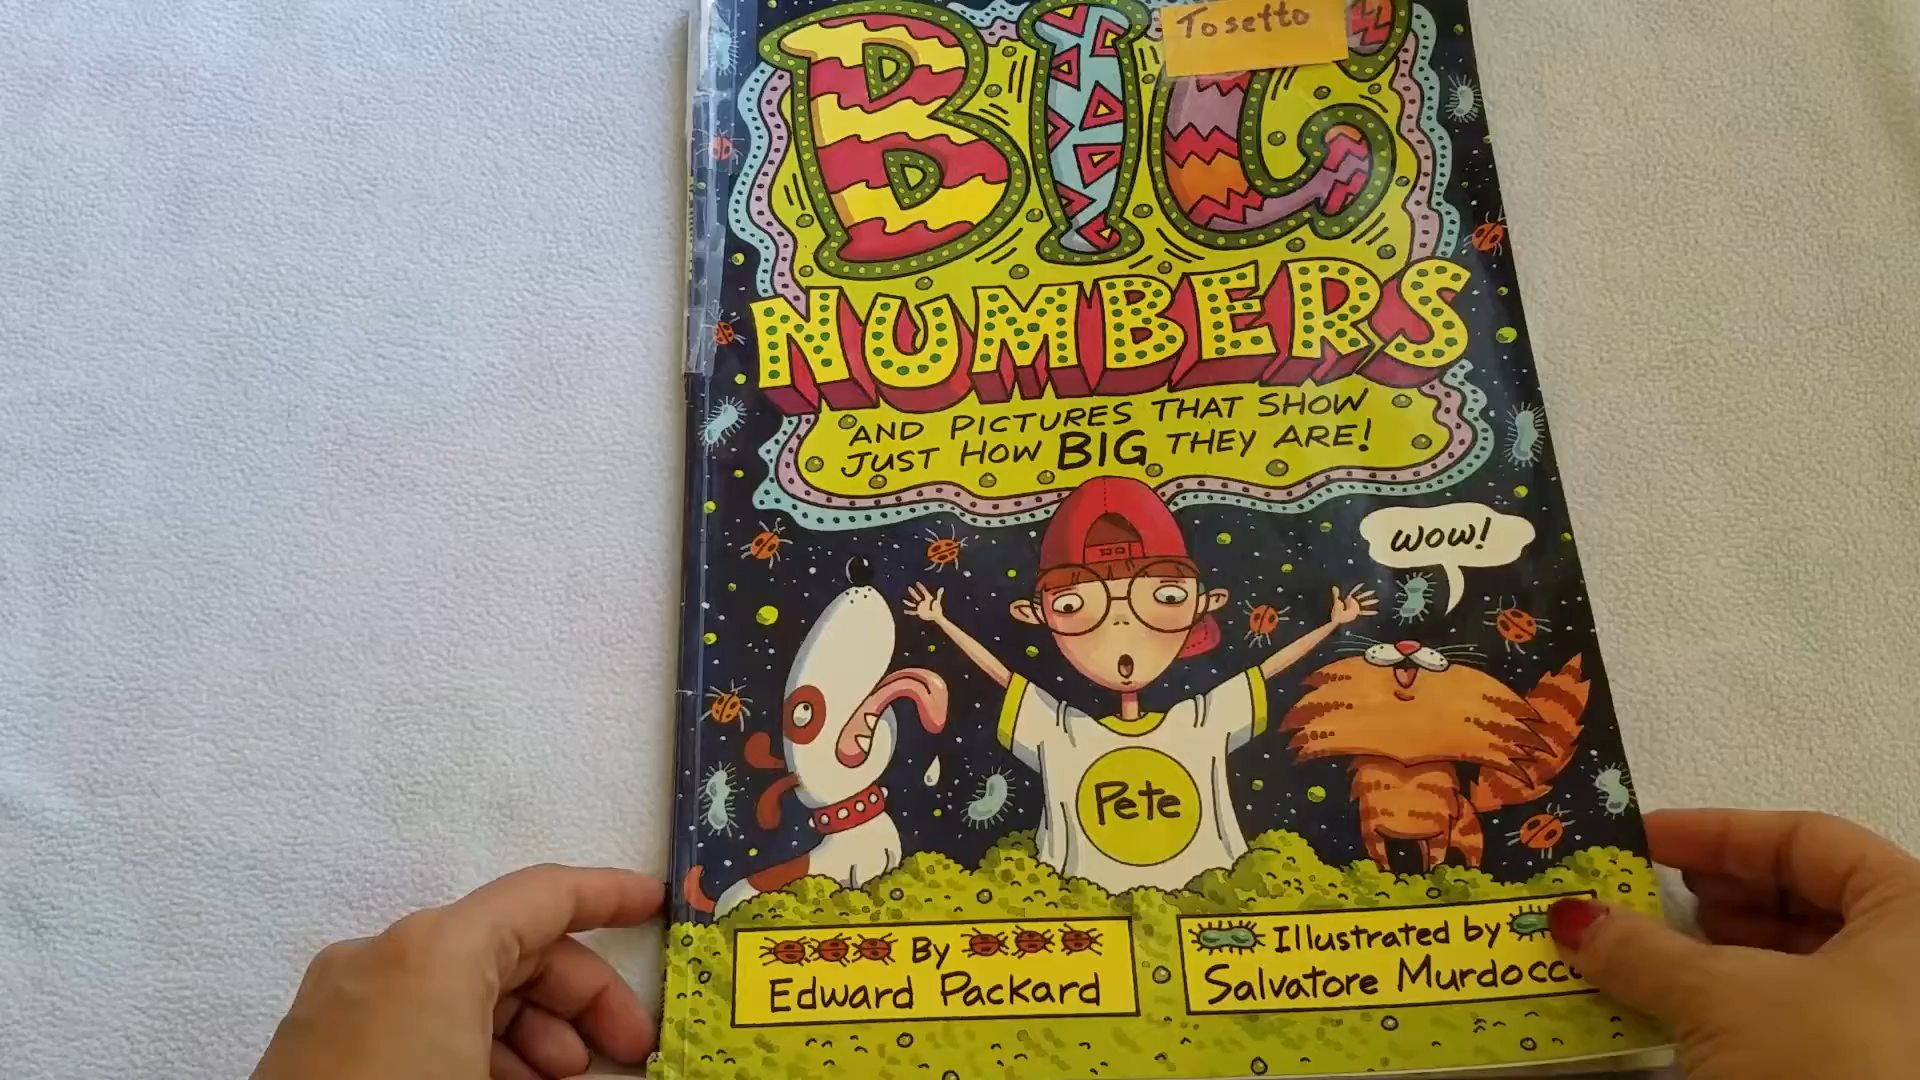 Tosetto
BIG
NUMBERS
AND PICTURES THAT SHOW
JUST HOW BIG THEY ARE!
WOW!
Pete
By
Edward Packard
Illustrated by
Salvatore Murdocca